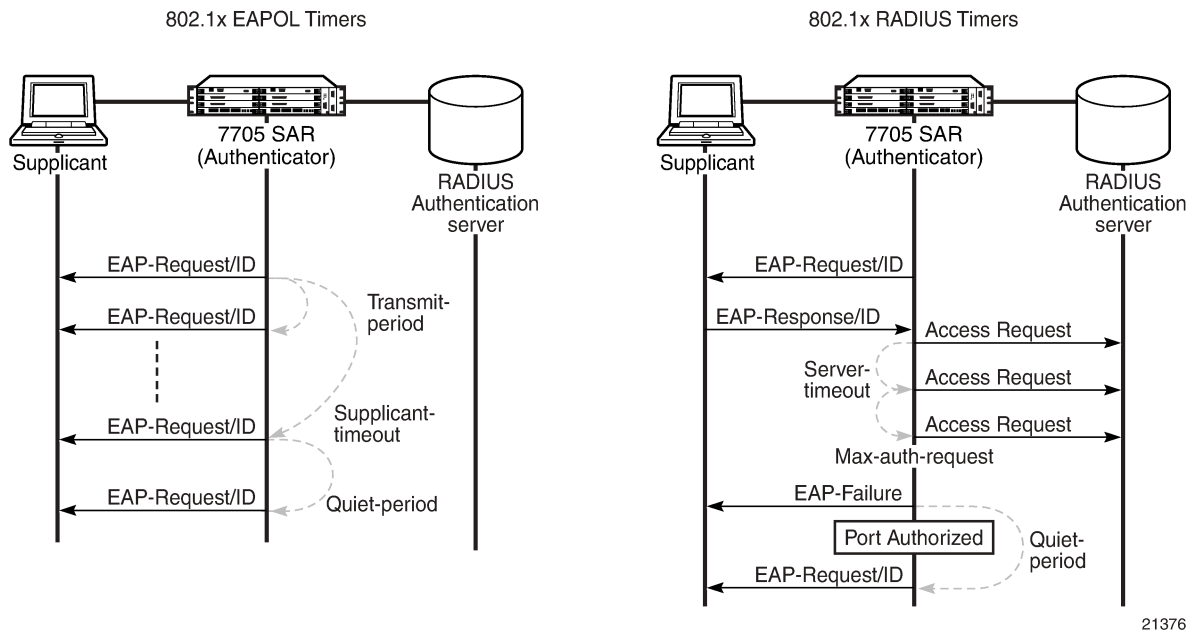 802.1x EAPOL Timers
Supplicant
7705 SAR
(Authenticator)
RADIUS
Authentication
server
EAP-Request/ID
Transmit-
period
EAP-Request/ID
Supplicant-
timeout
EAP-Request/ID
Quiet-period
EAP-Request/ID
802.1x RADIUS Timers
Supplicant
7705 SAR
(Authenticator)
RADIUS
Authentication
server
EAP-Request/ID
EAP-Response/ID
Access Request
Server-
timeout
Access Request
Access Request
Max-auth-request
EAP-Failure
Port Authorized
Quiet-
period
EAP-Request/ID
21376